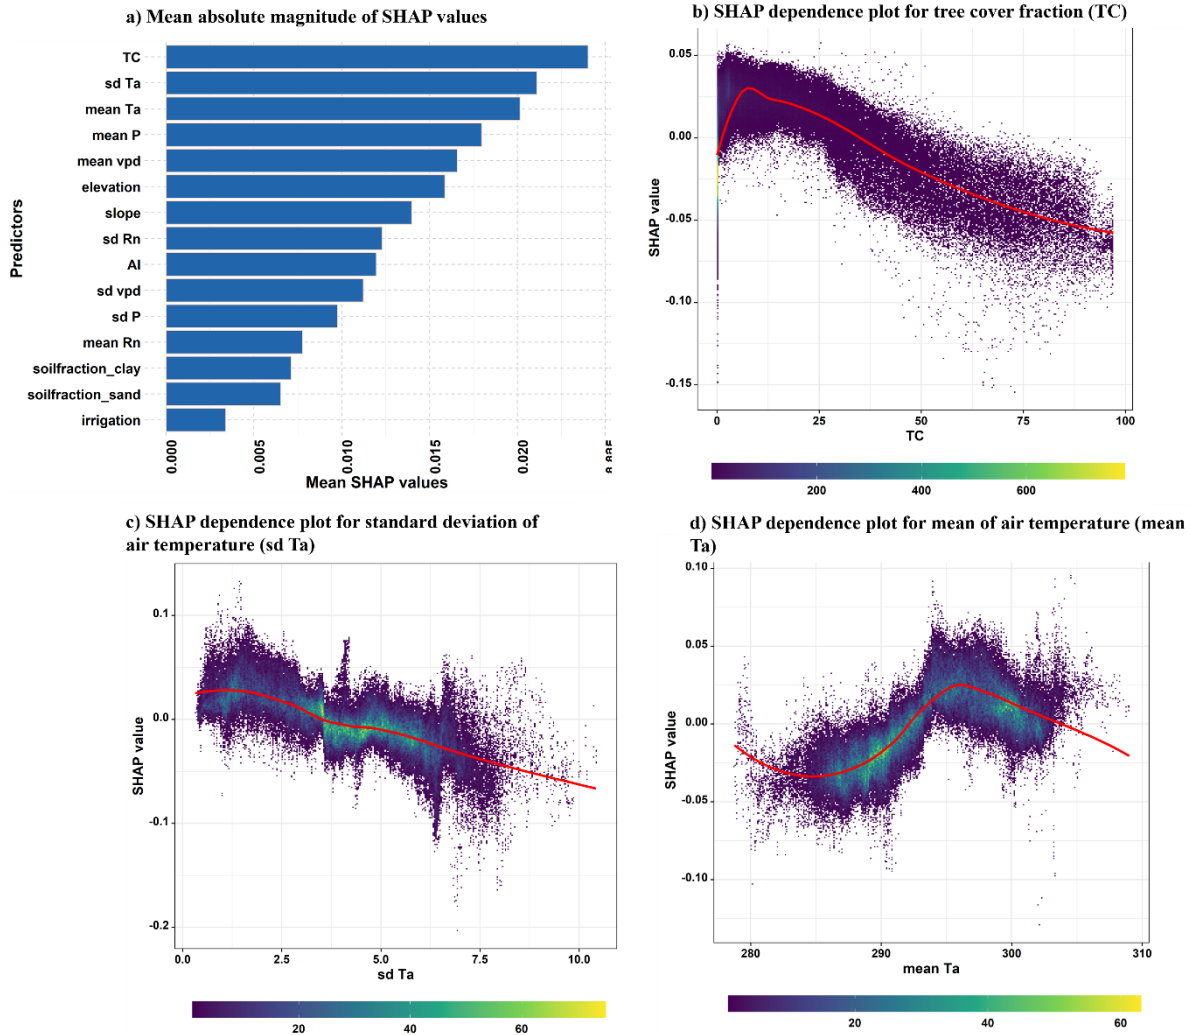 a) Mean absolute magnitude of SHAP values
Predictors
TC
sd Ta
mean Ta
mean P
mean vpd
elevation
slope
sd Rn
AI
sd vpd
sd P
mean Rn
soilfraction_clay
soilfraction_sand
irrigation
0.000
0.005
0.010
0.015
0.020
Mean SHAP values
b) SHAP dependence plot for tree cover fraction (TC)
SHAP value
0.05
0.00
-0.05
-0.10
-0.15
0 25 50 75 100
TC
200 400 600
c) SHAP dependence plot for standard deviation of
air temperature (sd Ta)
SHAP value
0.1
0.0
-0.1
-0.2
0.0 2.5 5.0 7.5 10.0
sd Ta
20 40 60
d) SHAP dependence plot for mean of air temperature (mean
Ta)
SHAP value
0.10
0.05
0.00
-0.05
-0.10
280 290 300 310
mean Ta
20 40 60